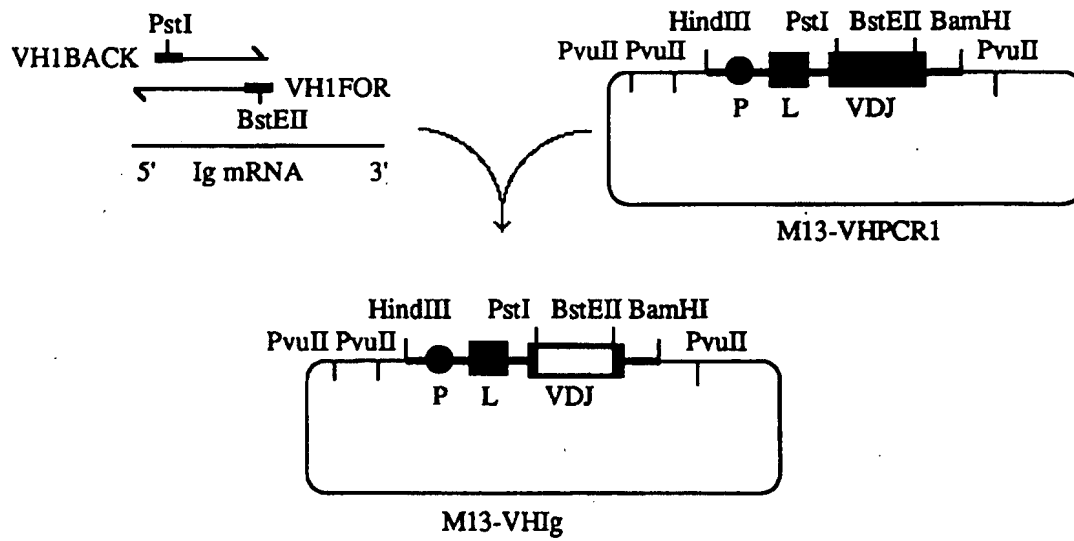 PstI
VH1BACK
VH1FOR
BstEII
5' Ig mRNA 3'
HindIII PstI BstEII BamHI
PvuII PvuII PvuII
P L VDJ
M13-VHPCR1
HindIII PstI BstEII BamHI
PvuII PvuII PvuII
P L VDJ
M13-VHIg